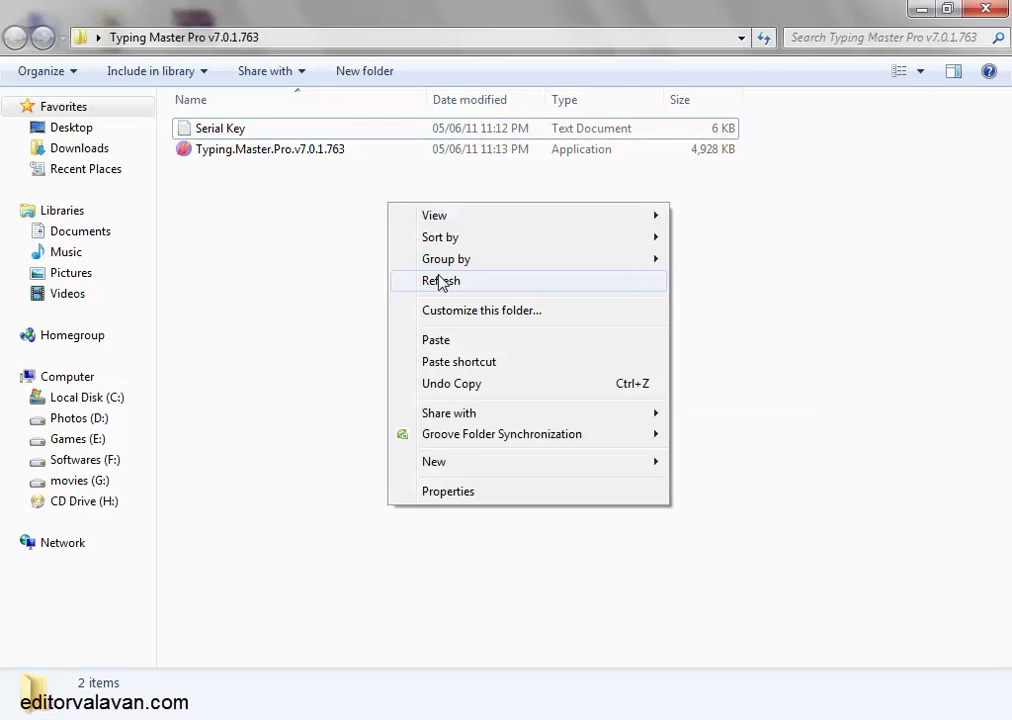 Typing Master Pro v7.0.1.763
Search Typing Master Pro v7.0.1.763
Organize
Include in library
Share with
New folder
Name
Date modified
Type
Size
Serial Key
05/06/11 11:12 PM
Text Document
6 KB
Typing.Master.Pro.v7.0.1.763
05/06/11 11:13 PM
Application
4,928 KB
Favorites
Desktop
Downloads
Recent Places
Libraries
Documents
Music
Pictures
Videos
Homegroup
Computer
Local Disk (C:)
Photos (D:)
Games (E:)
Softwares (F:)
movies (G:)
CD Drive (H:)
Network
View
Sort by
Group by
Refresh
Customize this folder...
Paste
Paste shortcut
Undo Copy Ctrl+Z
Share with
Groove Folder Synchronization
New
Properties
2 items
editorvalavan.com